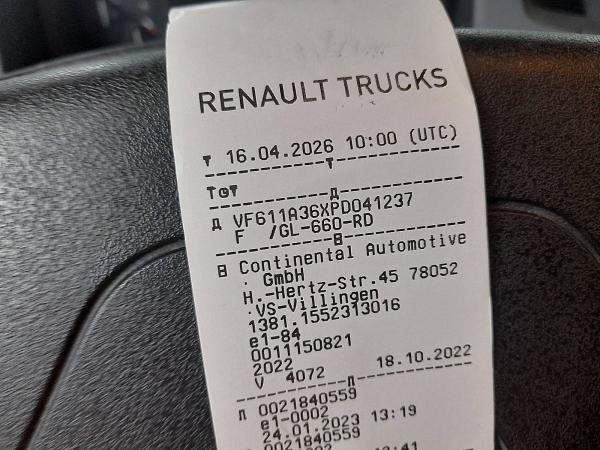 RENAULT TRUCKS
▼ 16.04.2026 10:00 (UTC)
VF611A36XPD041237
F /GL-660-RD
Continental Automotive
. GmbH
H.-Hertz-Str.45 78052
.VS-Villingen
1381.1552313016
e1-84
0011150821
2022
V 4072 18.10.2022
0021840559
e1-0002
24.01.2023 13:19
0021840559